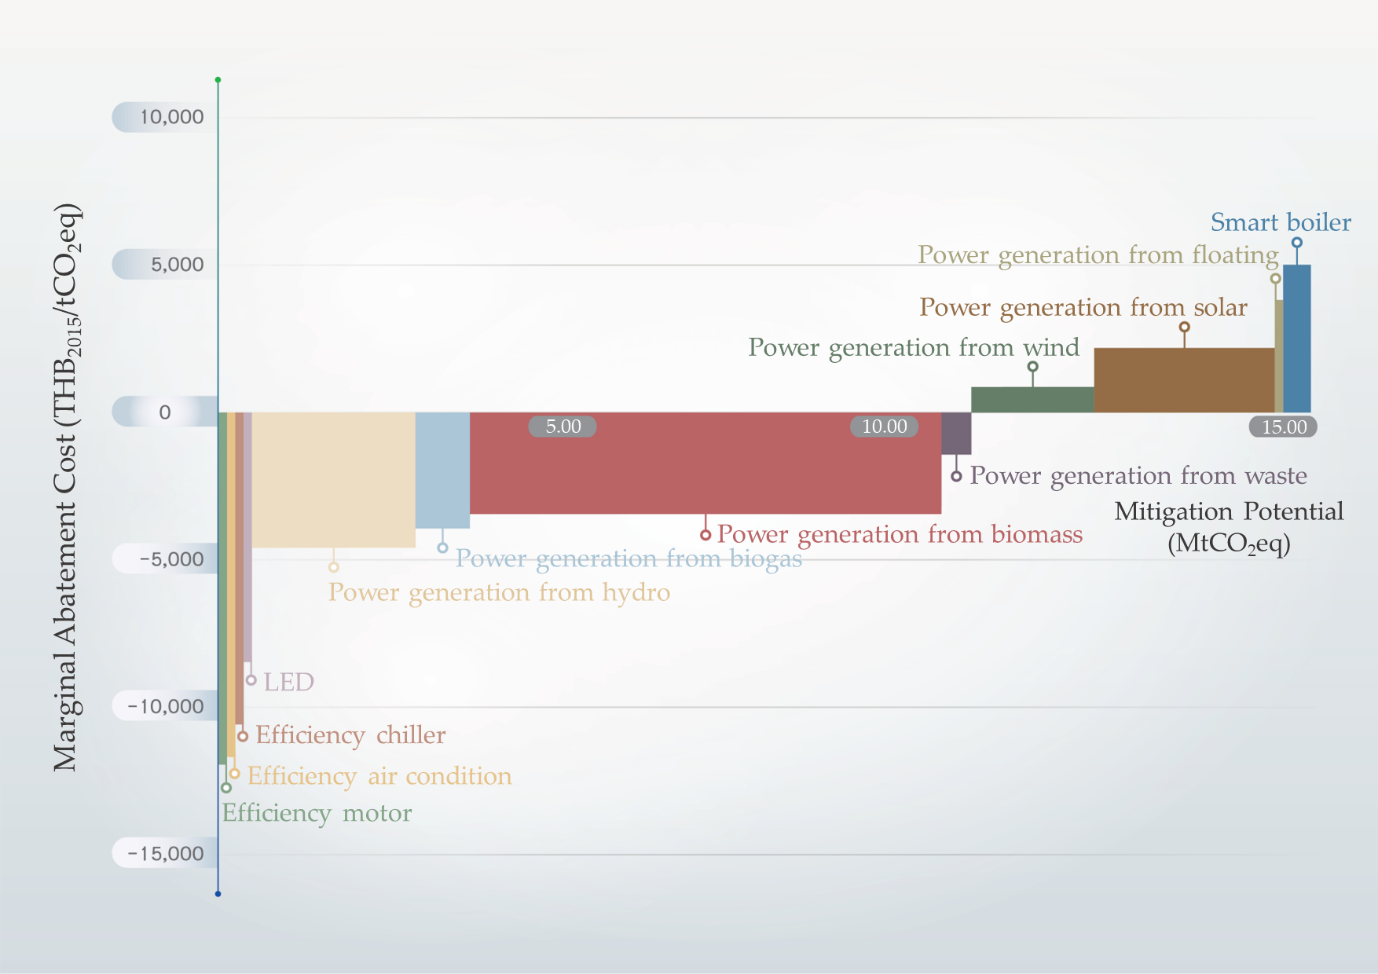 10,000
Smart boiler
Power generation from floating
5,000
Power generation from solar
Power generation from wind
Marginal Abatement Cost (THB₂₀₁₅/tCO₂eq)
0
5.00
10.00
15.00
Power generation from waste
Mitigation Potential
(MtCO₂eq)
Power generation from biomass
Power generation from biogas
−5,000
Power generation from hydro
LED
−10,000
Efficiency chiller
Efficiency air condition
Efficiency motor
−15,000